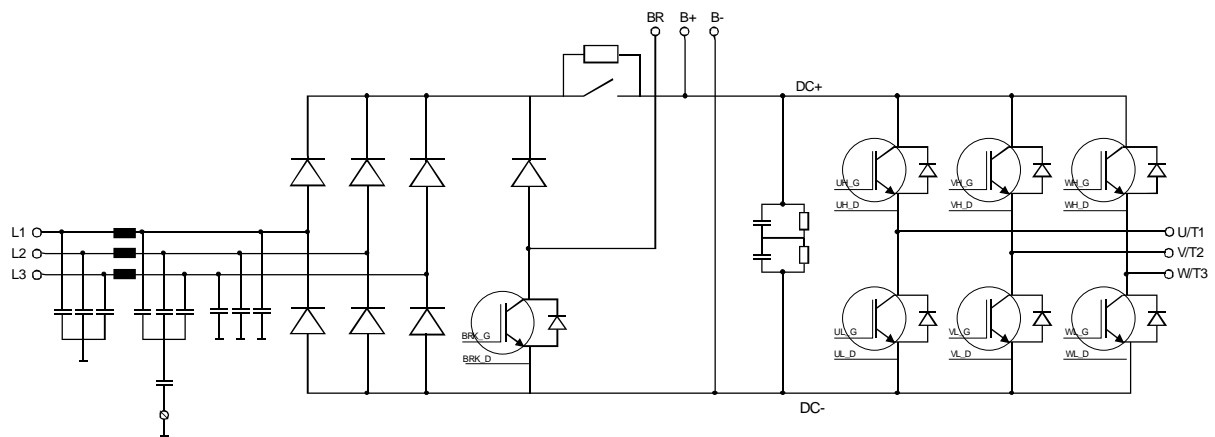 BR B+ B-
DC+
UH_G VH_G WH_G
UH_D VH_D WH_D
L1
U/T1
L2
V/T2
L3
W/T3
BRK_G UL_G VL_G WL_G
BRK_D UL_D VL_D WL_D
DC-